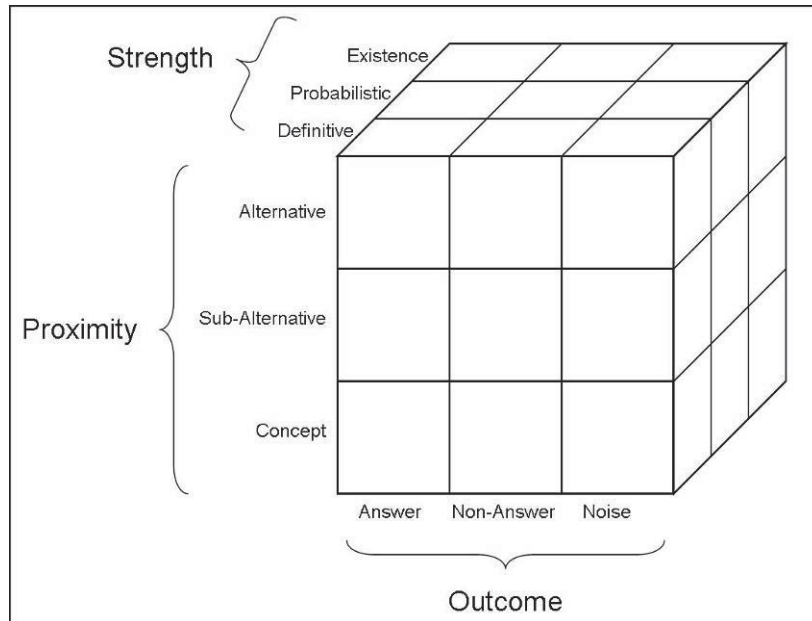 Strength
Existence
Probabilistic
Definitive
Alternative
Proximity
Sub-Alternative
Concept
Answer Non-Answer Noise
Outcome